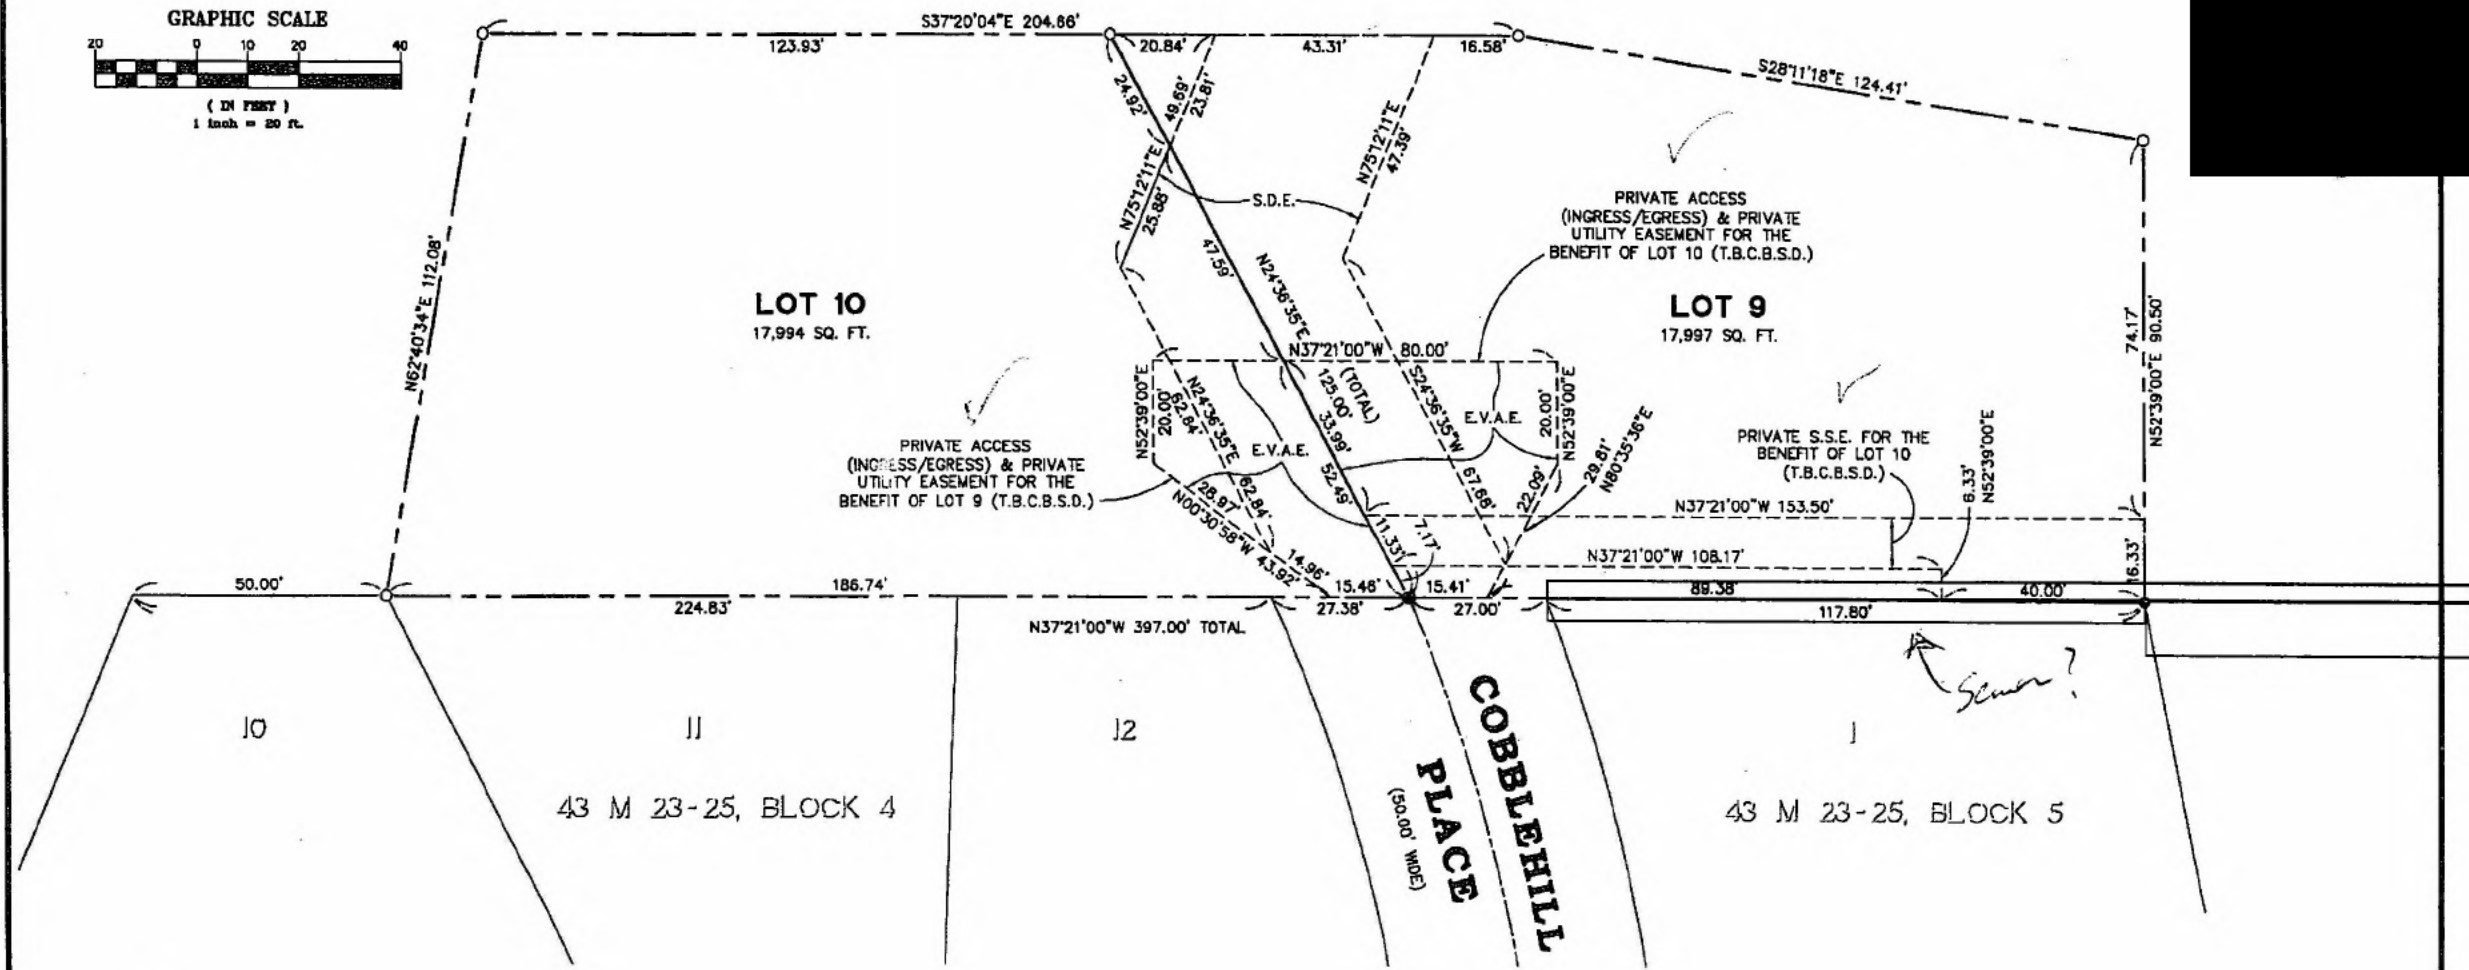 GRAPHIC SCALE
20 0 10 20 40
( IN FEET )
1 inch = 20 ft.
S37°20'04"E 204.66'
123.93'
20.84'
43.31'
16.58'
S28°11'18"E 124.41'
24.92'
49.69'
23.81'
N75°12'11"E
25.88'
N75°12'11"E
47.39'
S.D.E.
PRIVATE ACCESS
(INGRESS/EGRESS) & PRIVATE
UTILITY EASEMENT FOR THE
BENEFIT OF LOT 10 (T.B.C.B.S.D.)
N62°40'34"E 112.08'
LOT 10
17,994 SQ. FT.
47.59'
N24°36'35"E
125.00'
(TOTAL)
LOT 9
17,997 SQ. FT.
74.17'
N52°39'00"E 90.50'
N37°21'00"W 80.00'
N52°39'00"E
20.00'
N24°36'35"E
62.84'
62.84'
33.99'
52.49'
S24°36'35"W
67.68'
E.V.A.E.
E.V.A.E.
20.00'
N52°39'00"E
22.09'
29.81'
N80°35'36"E
PRIVATE ACCESS
(INGRESS/EGRESS) & PRIVATE
UTILITY EASEMENT FOR THE
BENEFIT OF LOT 9 (T.B.C.B.S.D.)
PRIVATE S.S.E. FOR THE
BENEFIT OF LOT 10
(T.B.C.B.S.D.)
6.33'
N52°39'00"E
28.97'
N00°30'58"W 43.92'
14.96'
11.33'
7.17'
N37°21'00"W 153.50'
N37°21'00"W 108.17'
16.33'
50.00'
186.74'
224.83'
15.46'
15.41'
27.38'
27.00'
89.38'
40.00'
117.80'
N37°21'00"W 397.00' TOTAL
Sewer?
10
11
12
1
43 M 23-25, BLOCK 4
COBBLEHILL
PLACE
(50.00' WIDE)
43 M 23-25, BLOCK 5